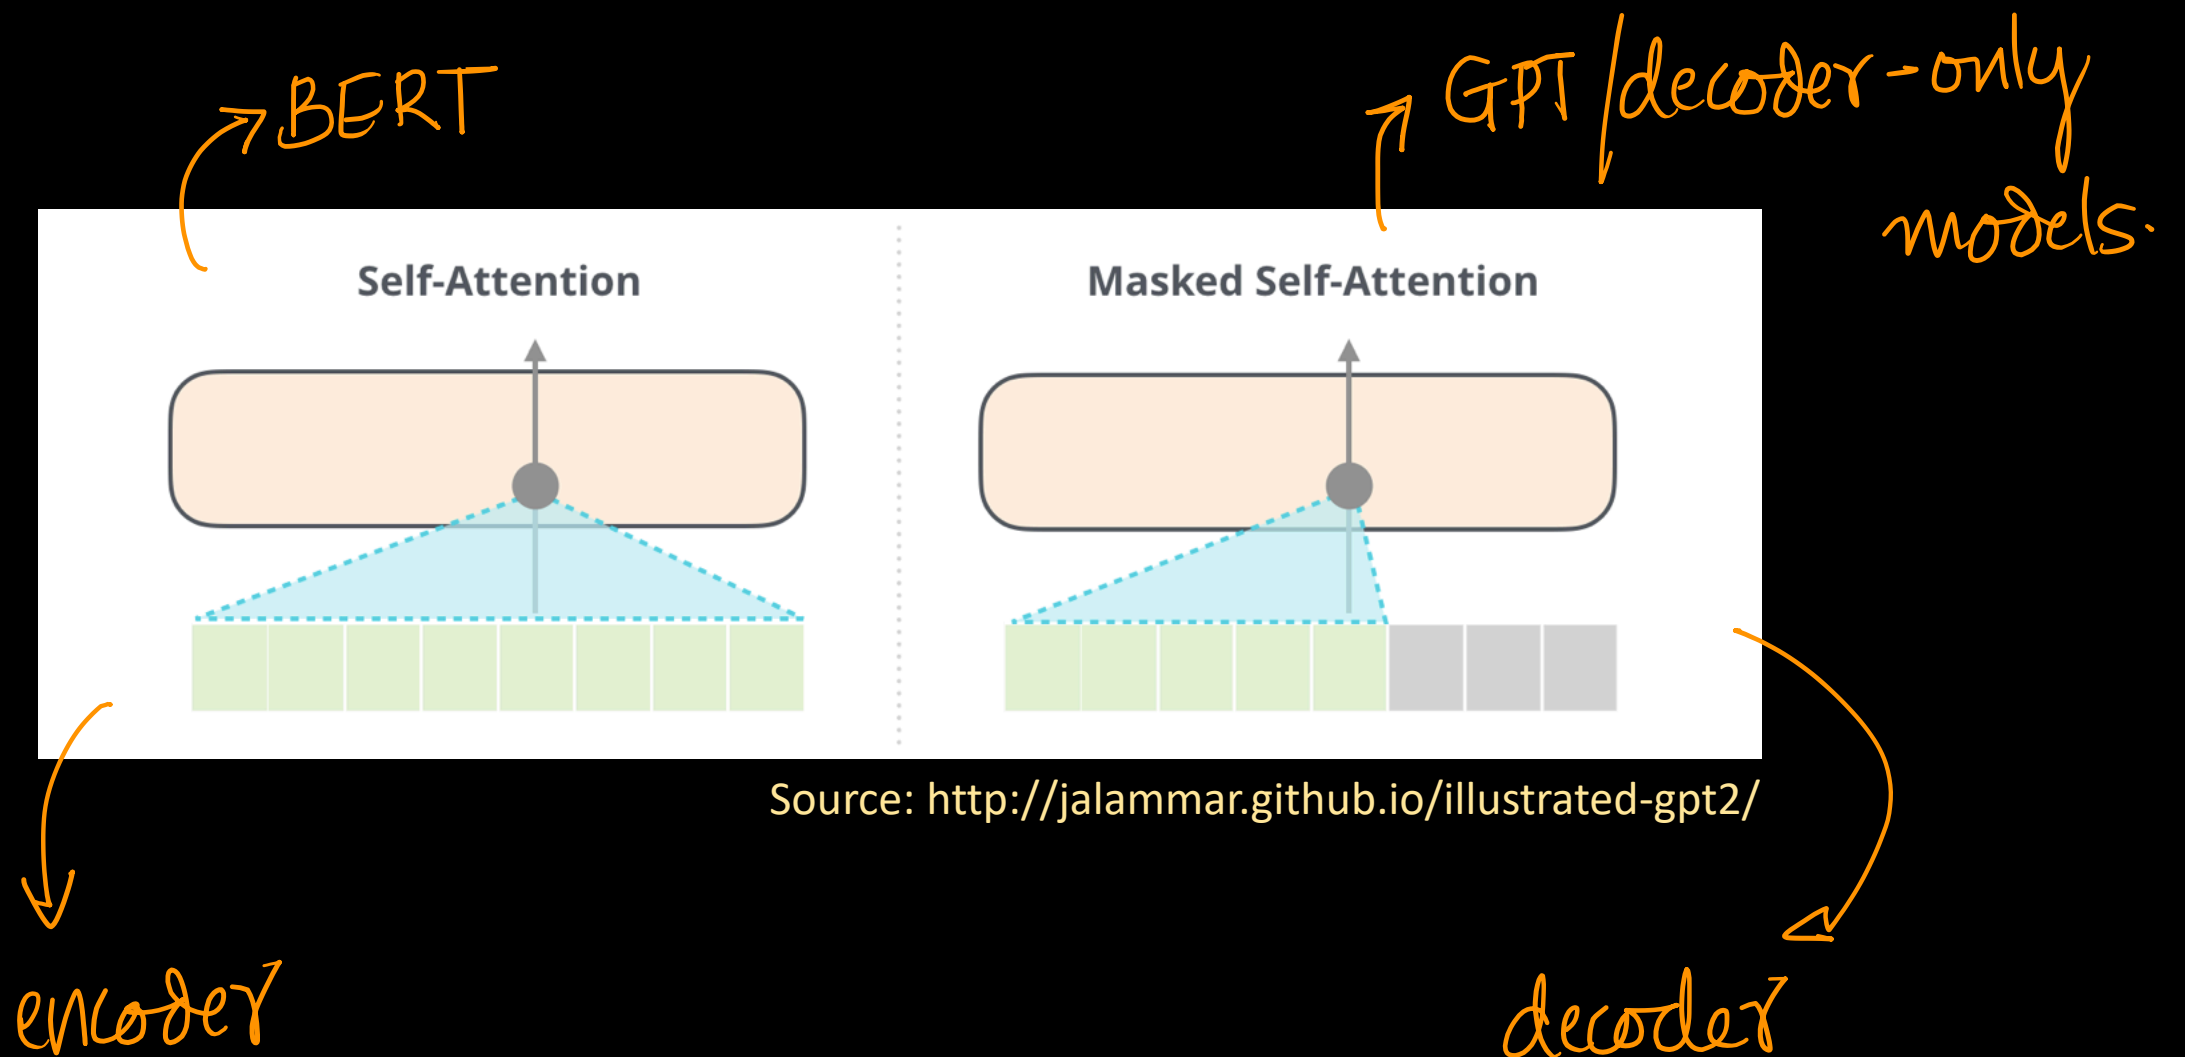 BERT
GPT/decoder-only
models.
Self-Attention
Masked Self-Attention
Source: http://jalammar.github.io/illustrated-gpt2/
encoder
decoder